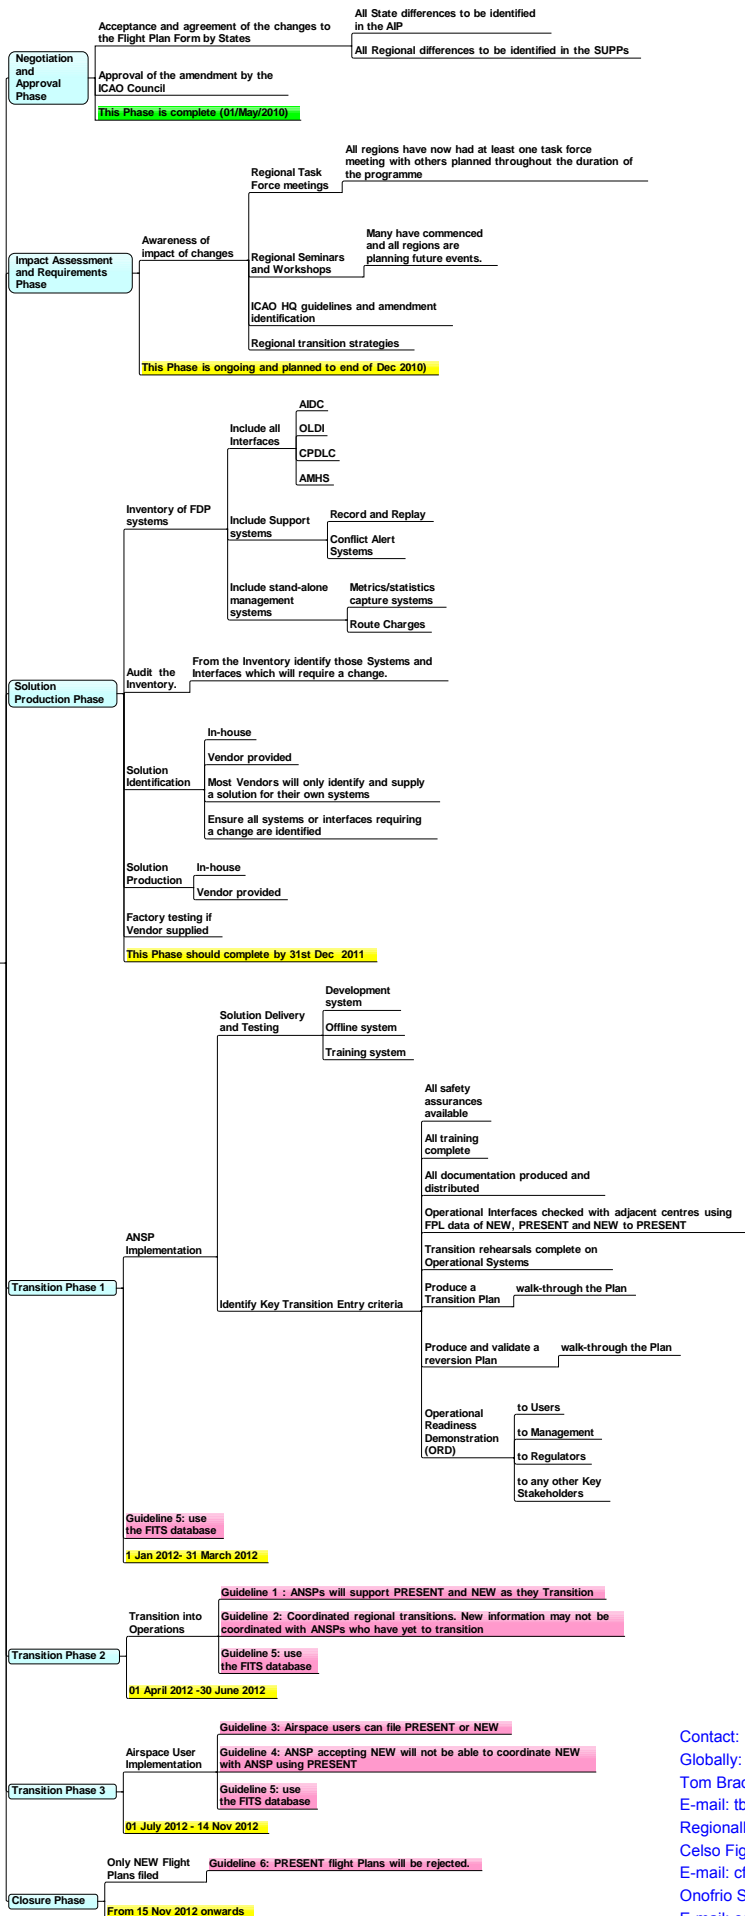 Negotiation
and
Approval
Phase
Acceptance and agreement of the changes to
the Flight Plan Form by States
All State differences to be identified
in the AIP
All Regional differences to be identified in the SUPPs
Approval of the amendment by the
ICAO Council
This Phase is complete (01/May/2010)
Impact Assessment
and Requirements
Phase
Awareness of
impact of changes
Regional Task
Force meetings
All regions have now had at least one task force
meeting with others planned throughout the duration of
the programme
Regional Seminars
and Workshops
Many have commenced
and all regions are
planning future events.
ICAO HQ guidelines and amendment
identification
Regional transition strategies
This Phase is ongoing and planned to end of Dec 2010)
Solution
Production Phase
Inventory of FDP
systems
Include all
Interfaces
AIDC
OLDI
CPDLC
AMHS
Include Support
systems
Record and Replay
Conflict Alert
Systems
Include stand-alone
management
systems
Metrics/statistics
capture systems
Route Charges
Audit the
Inventory.
From the Inventory identify those Systems and
Interfaces which will require a change.
Solution
Identification
In-house
Vendor provided
Most Vendors will only identify and supply
a solution for their own systems
Ensure all systems or interfaces requiring
a change are identified
Solution
Production
In-house
Vendor provided
Factory testing if
Vendor supplied
This Phase should complete by 31st Dec 2011
Transition Phase 1
ANSP
Implementation
Solution Delivery
and Testing
Development
system
Offline system
Training system
Identify Key Transition Entry criteria
All safety
assurances
available
All training
complete
All documentation produced and
distributed
Operational Interfaces checked with adjacent centres using
FPL data of NEW, PRESENT and NEW to PRESENT
Transition rehearsals complete on
Operational Systems
Produce a
Transition Plan
walk-through the Plan
Produce and validate a
reversion Plan
walk-through the Plan
Operational
Readiness
Demonstration
(ORD)
to Users
to Management
to Regulators
to any other Key
Stakeholders
Guideline 5: use
the FITS database
1 Jan 2012- 31 March 2012
Transition Phase 2
Transition into
Operations
Guideline 1 : ANSPs will support PRESENT and NEW as they Transition
Guideline 2: Coordinated regional transitions. New information may not be
coordinated with ANSPs who have yet to transition
Guideline 5: use
the FITS database
01 April 2012 -30 June 2012
Transition Phase 3
Airspace User
Implementation
Guideline 3: Airspace users can file PRESENT or NEW
Guideline 4: ANSP accepting NEW will not be able to coordinate NEW
with ANSP using PRESENT
Guideline 5: use
the FITS database
01 July 2012 - 14 Nov 2012
Closure Phase
Only NEW Flight
Plans filed
Guideline 6: PRESENT flight Plans will be rejected.
From 15 Nov 2012 onwards
Contact:
Globally:
Tom
E-mail:
Celso
E-mail:
Onofrio